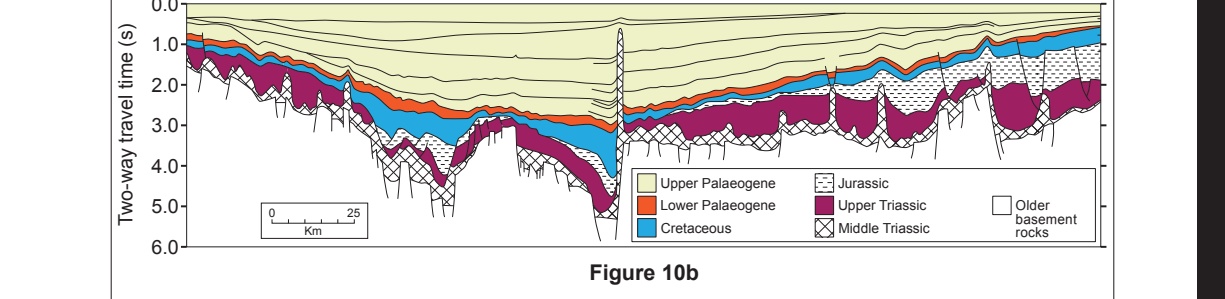 Two-way travel time (s)
0.0
1.0
2.0
3.0
4.0
5.0
6.0
0 25
Km
Upper Palaeogene
Lower Palaeogene
Cretaceous
Jurassic
Upper Triassic
Middle Triassic
Older
basement
rocks
Figure 10b